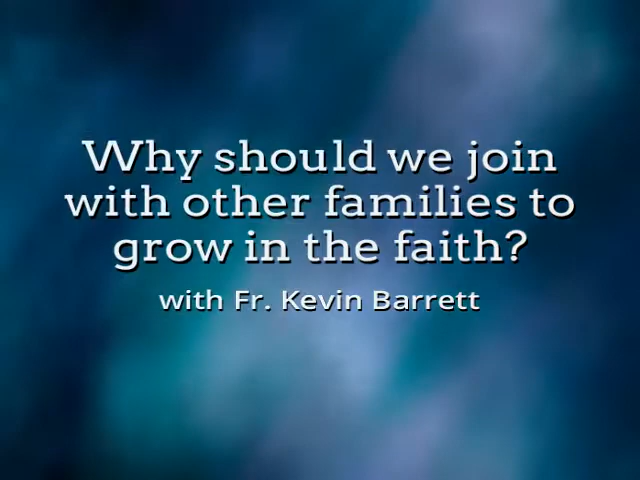 Why should we join
with other families to
grow in the faith?
with Fr. Kevin Barrett